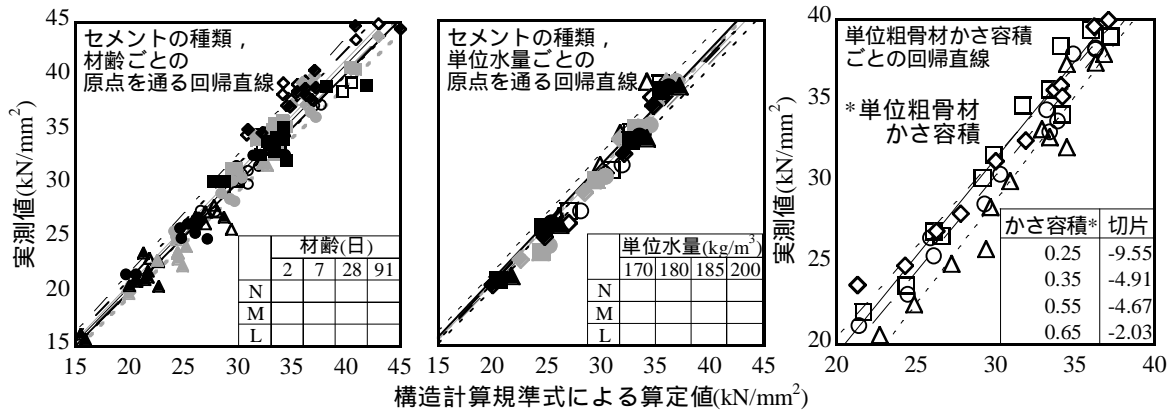 実測値(kN/mm²)
45
40
35
30
25
20
15
セメントの種類，
材齢ごとの
原点を通る回帰直線
材齢(日)
2 7 28 91
N
M
L
15 20 25 30 35 40 45
セメントの種類，
単位水量ごとの
原点を通る回帰直線
単位水量(kg/m³)
170 180 185 200
N
M
L
15 20 25 30 35 40 45
実測値(kN/mm²)
40
35
30
25
20
単位粗骨材かさ容積
ごとの回帰直線
*単位粗骨材
かさ容積
かさ容積* 切片
0.25 -9.55
0.35 -4.91
0.55 -4.67
0.65 -2.03
20 25 30 35 40
構造計算規準式による算定値(kN/mm²)